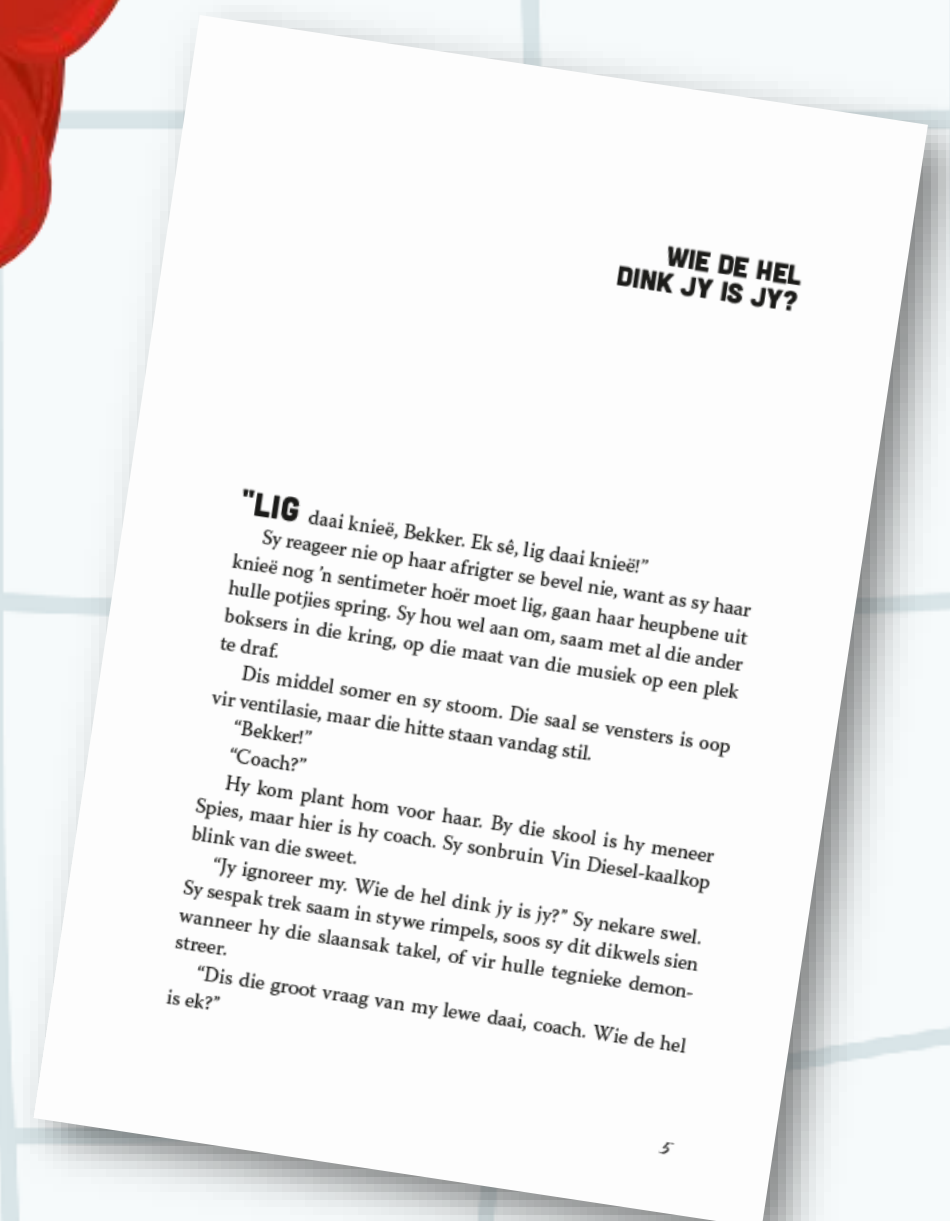 WIE DE HEL
DINK JY IS JY?
"LIG daai knieë, Bekker. Ek sê, lig daai knieë!”
Sy reageer nie op haar afrigter se bevel nie, want as sy haar
knieë nog ’n sentimeter hoër moet lig, gaan haar heupbene uit
hulle potjies spring. Sy hou wel aan om, saam met al die ander
boksers in die kring, op die maat van die musiek op een plek
te draf.
Dis middel somer en sy stoom. Die saal se vensters is oop
vir ventilasie, maar die hitte staan vandag stil.
“Bekker!”
“Coach?”
Hy kom plant hom voor haar. By die skool is hy meneer
Spies, maar hier is hy coach. Sy sonbruin Vin Diesel-kaalkop
blink van die sweet.
“Jy ignoreer my. Wie de hel dink jy is jy?” Sy nekare swel.
Sy sespak trek saam in stywe rimpels, soos sy dit dikwels sien
wanneer hy die slaansak takel, of vir hulle tegnieke demon-
streer.
“Dis die groot vraag van my lewe daai, coach. Wie de hel
is ek?”
5